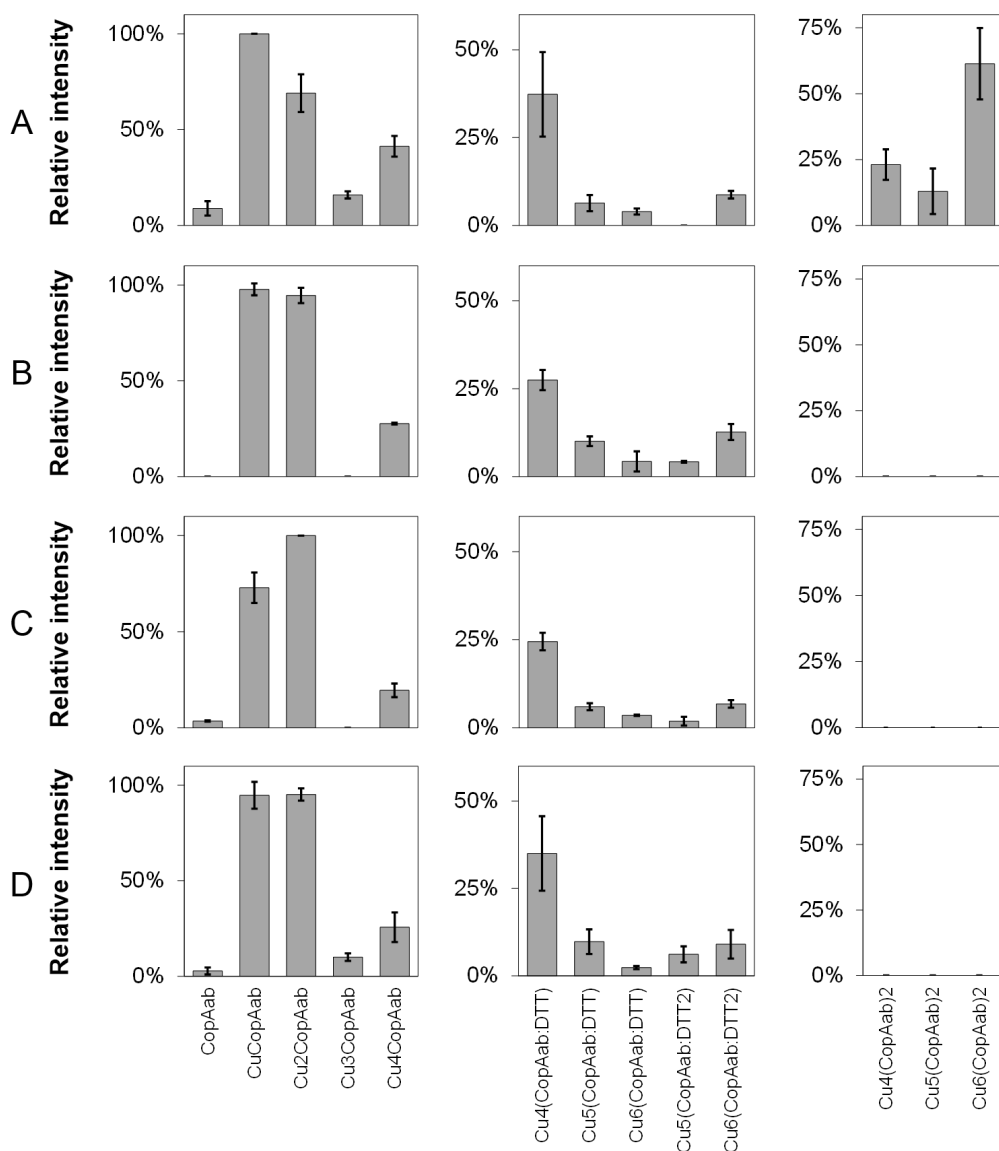 A
Relative intensity
100%
50%
0%
50%
25%
0%
75%
50%
25%
0%
B
Relative intensity
100%
50%
0%
50%
25%
0%
75%
50%
25%
0%
C
Relative intensity
100%
50%
0%
50%
25%
0%
75%
50%
25%
0%
D
Relative intensity
100%
50%
0%
50%
25%
0%
75%
50%
25%
0%
CopAab
CuCopAab
Cu2CopAab
Cu3CopAab
Cu4CopAab
Cu4(CopAab:DTT)
Cu5(CopAab:DTT)
Cu6(CopAab:DTT)
Cu5(CopAab:DTT2)
Cu6(CopAab:DTT2)
Cu4(CopAab)2
Cu5(CopAab)2
Cu6(CopAab)2